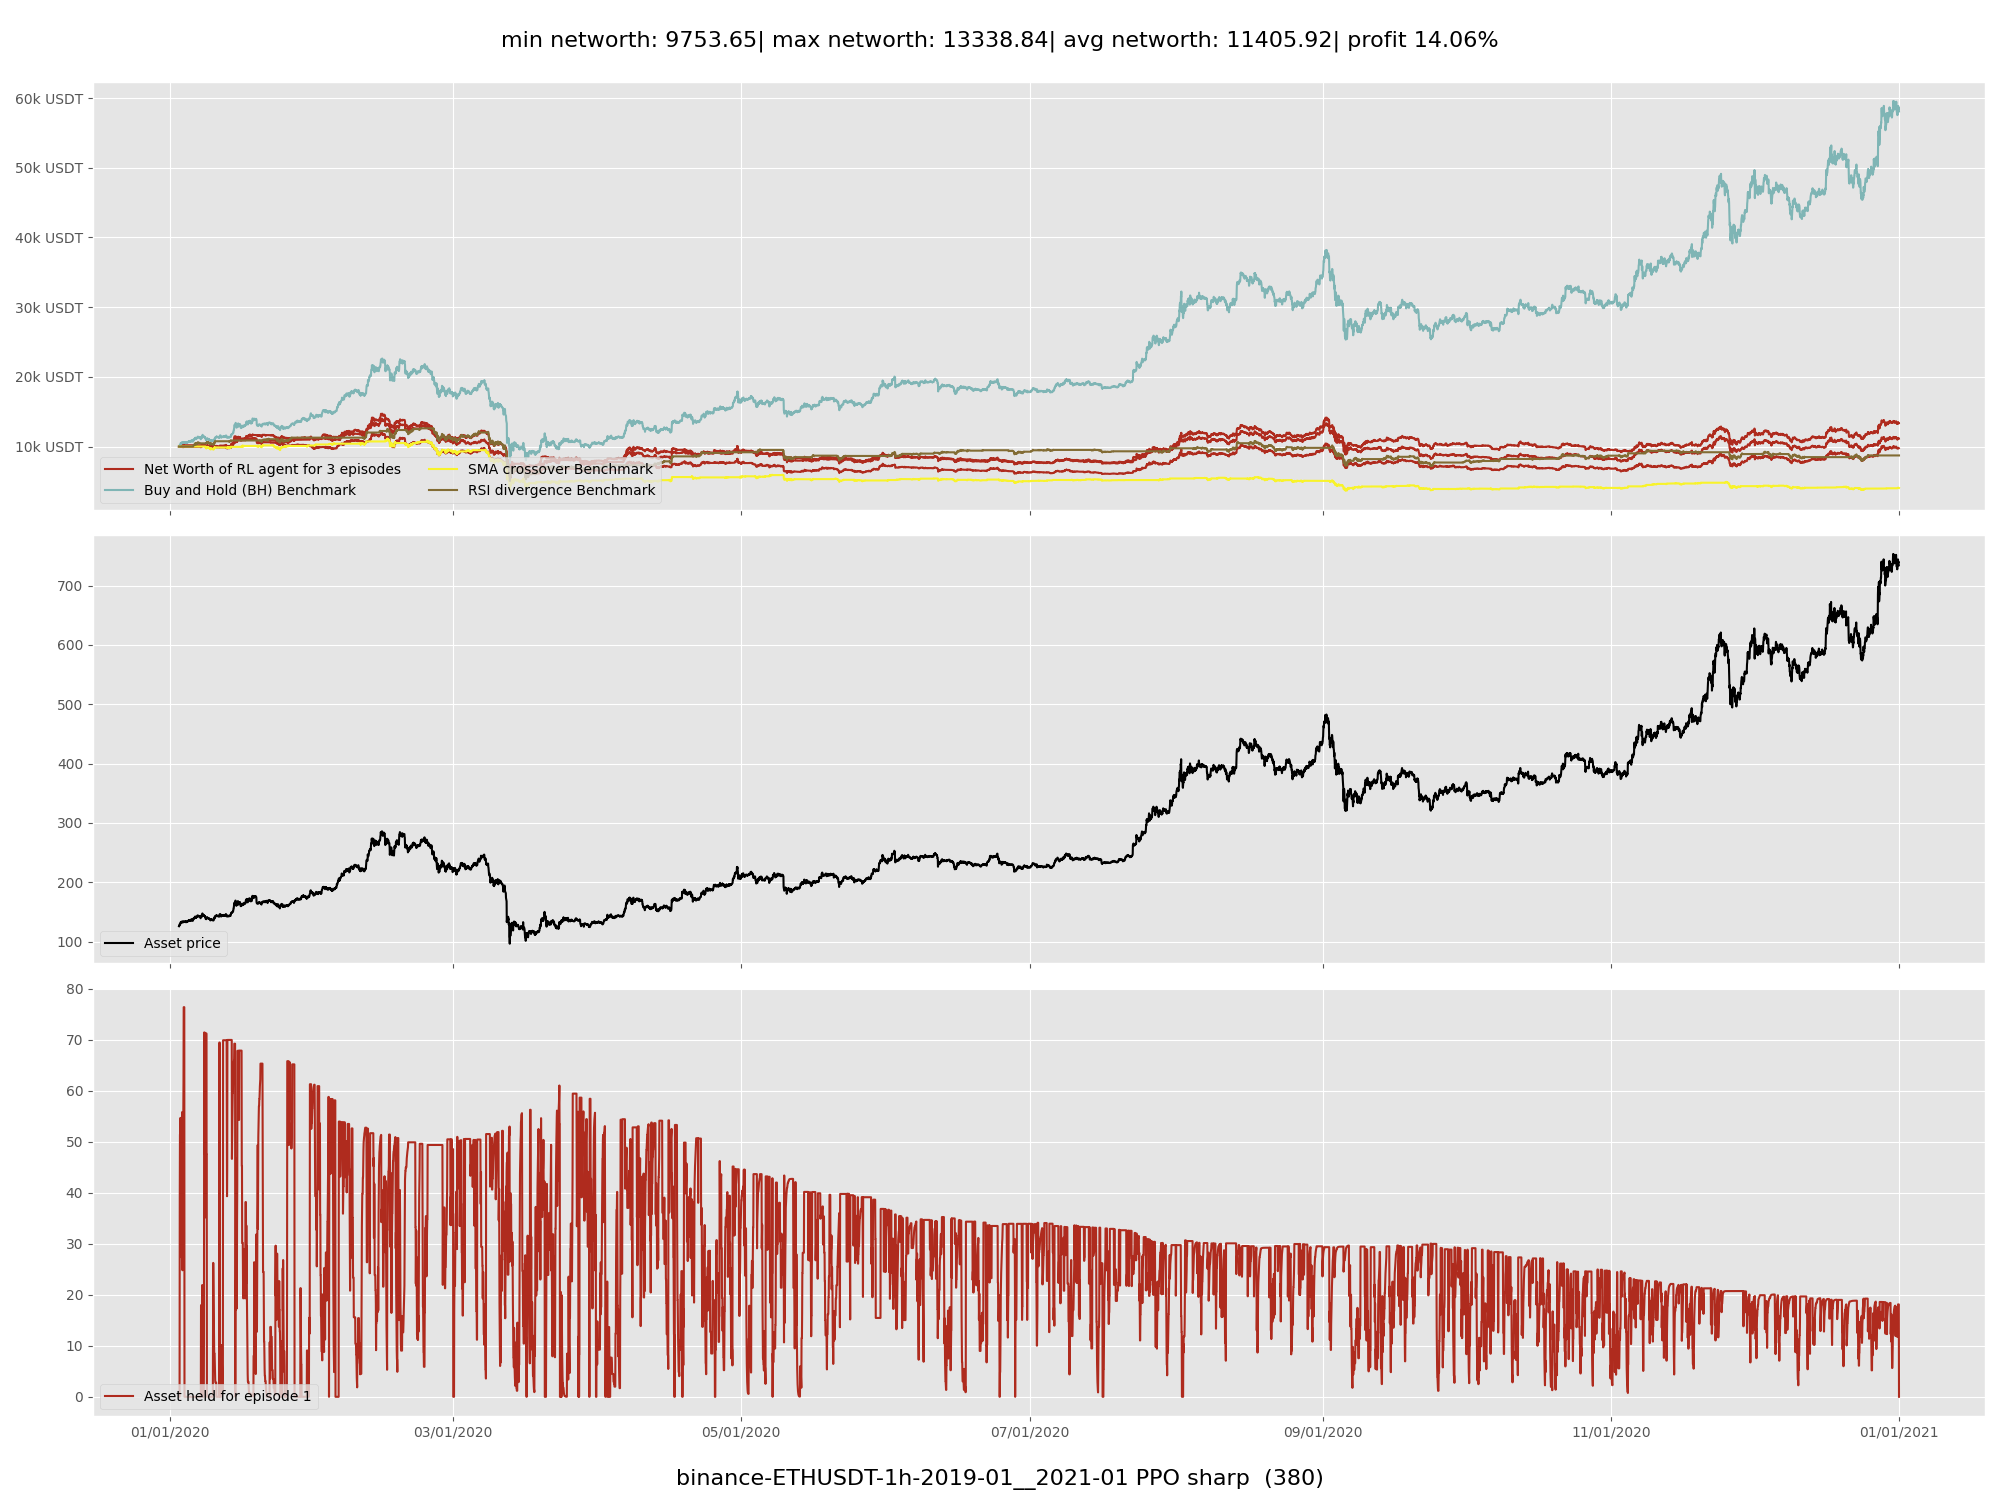 min networth: 9753.65| max networth: 13338.84| avg networth: 11405.92| profit 14.06%
60k USDT
50k USDT
40k USDT
30k USDT
20k USDT
10k USDT
Net Worth of RL agent for 3 episodes
Buy and Hold (BH) Benchmark
SMA crossover Benchmark
RSI divergence Benchmark
700
600
500
400
300
200
100
Asset price
80
70
60
50
40
30
20
10
0
Asset held for episode 1
01/01/2020 03/01/2020 05/01/2020 07/01/2020 09/01/2020 11/01/2020 01/01/2021
binance-ETHUSDT-1h-2019-01__2021-01 PPO sharp  (380)